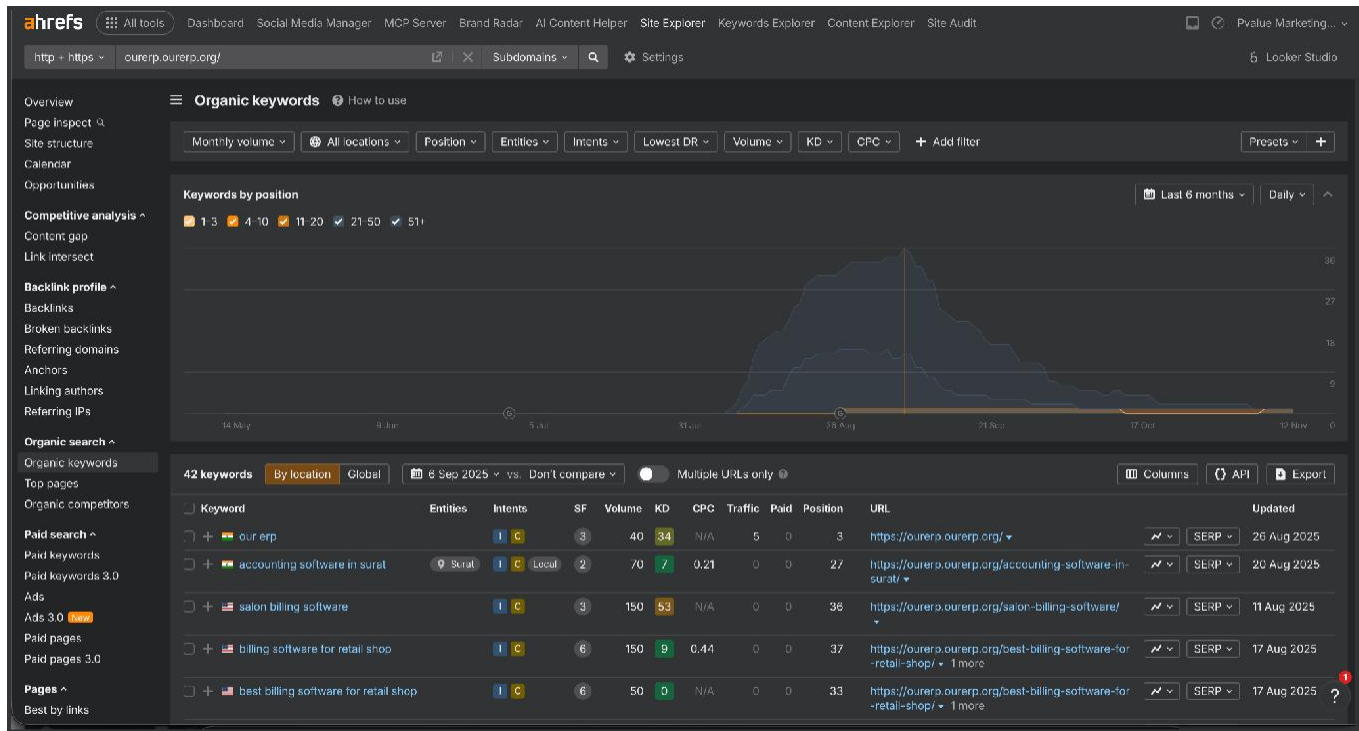 ahrefs All tools Dashboard Social Media Manager MCP Server Brand Radar AI Content Helper Site Explorer Keywords Explorer Content Explorer Site Audit Pvalue Marketing...
http + https ourerp.ourerp.org/ Subdomains Settings Looker Studio
Overview
Page inspect
Site structure
Calendar
Opportunities
Competitive analysis
Content gap
Link intersect
Backlink profile
Backlinks
Broken backlinks
Referring domains
Anchors
Linking authors
Referring IPs
Organic search
Organic keywords
Top pages
Organic competitors
Paid search
Paid keywords
Paid keywords 3.0
Ads
Ads 3.0 New
Paid pages
Paid pages 3.0
Pages
Best by links
Organic keywords ? How to use
Monthly volume All locations Position Entities Intents Lowest DR Volume KD CPC + Add filter Presets +
Keywords by position Last 6 months Daily
1-3 4-10 11-20 21-50 51+
36
27
18
9
G G
14 May 9 Jun 5 Jul 31 Jul 26 Aug 21 Sep 17 Oct 12 Nov 0
42 keywords By location Global 6 Sep 2025 vs. Don't compare Multiple URLs only ? Columns API Export
Keyword Entities Intents SF Volume KD CPC Traffic Paid Position URL Updated
+ our erp I C 3 40 34 N/A 5 0 3 https://ourerp.ourerp.org/ SERP 26 Aug 2025
+ accounting software in surat Surat I C Local 2 70 7 0.21 0 0 27 https://ourerp.ourerp.org/accounting-software-in-
surat/ SERP 20 Aug 2025
+ salon billing software I C 3 150 53 N/A 0 0 36 https://ourerp.ourerp.org/salon-billing-software/ SERP 11 Aug 2025
+ billing software for retail shop I C 6 150 9 0.44 0 0 37 https://ourerp.ourerp.org/best-billing-software-for
-retail-shop/ 1 more SERP 17 Aug 2025
+ best billing software for retail shop I C 6 50 0 N/A 0 0 33 https://ourerp.ourerp.org/best-billing-software-for
-retail-shop/ 1 more SERP 17 Aug 2025
1
?